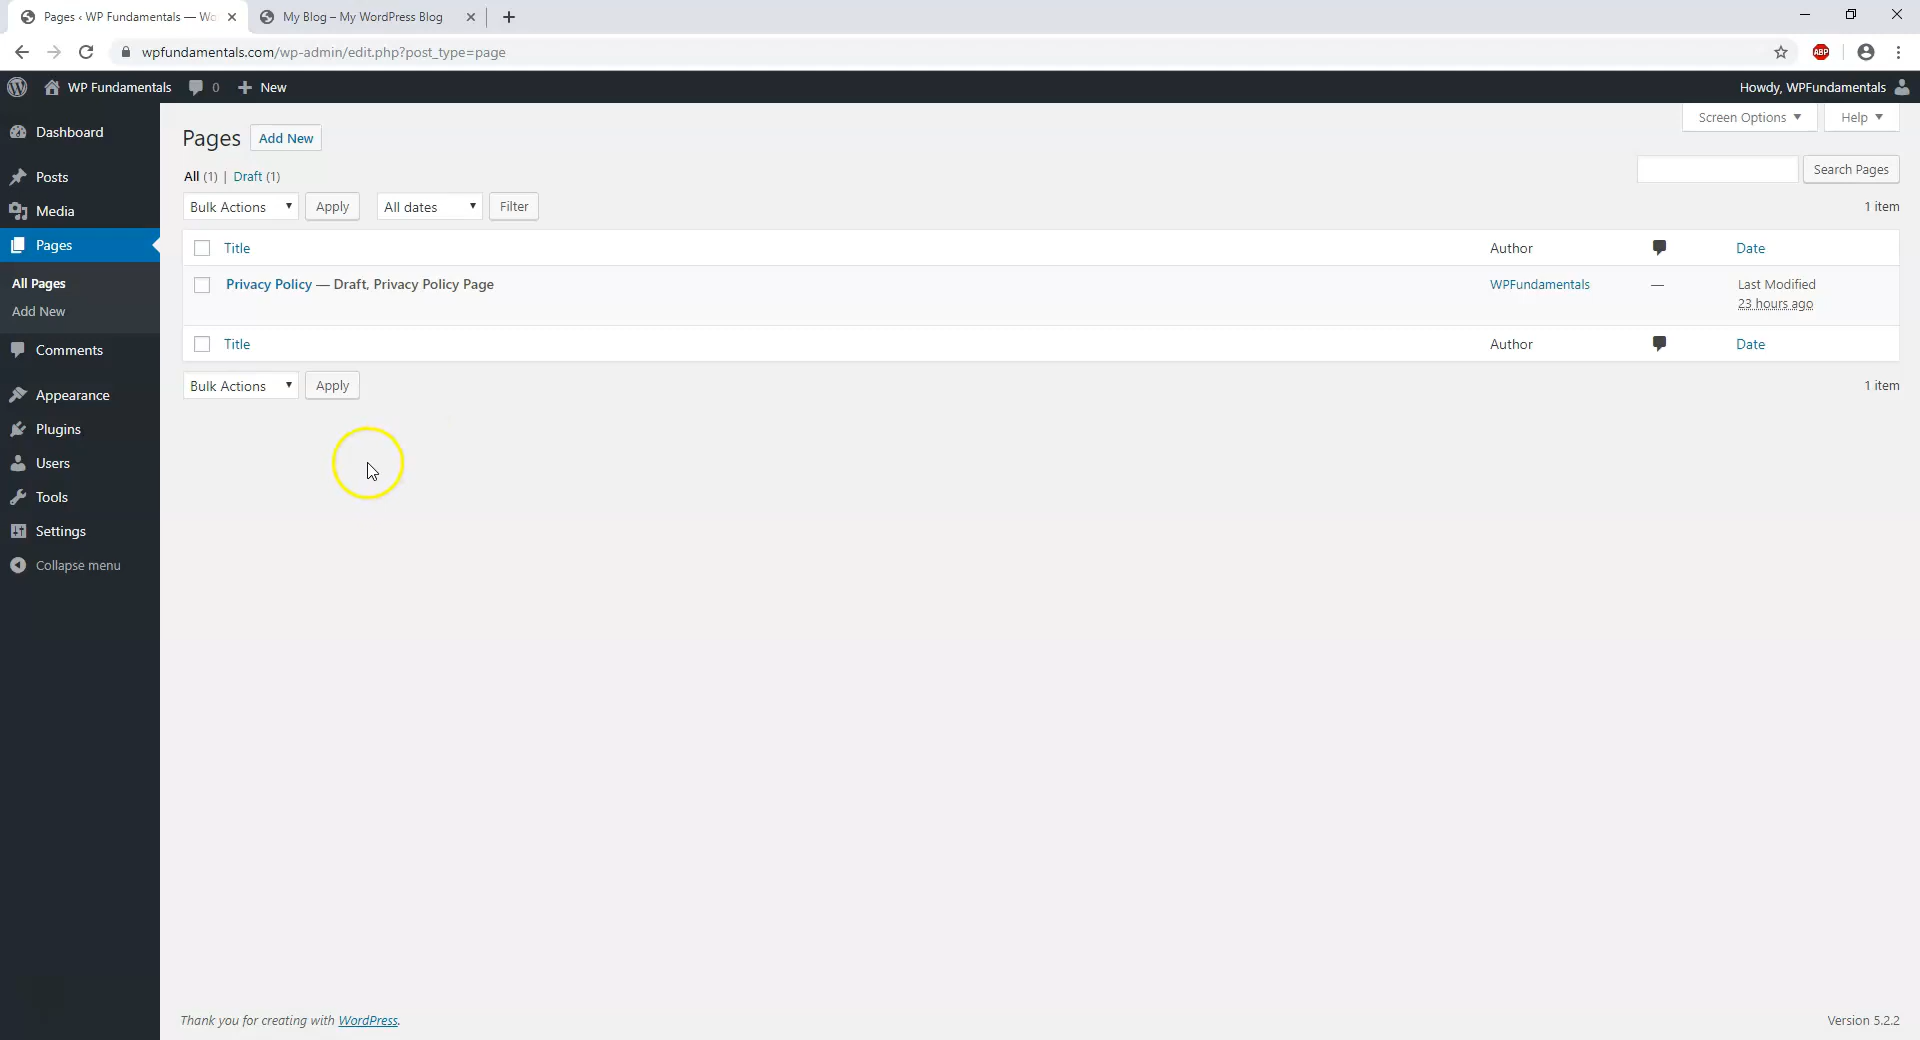 Pages ‹ WP Fundamentals — Wo
My Blog – My WordPress Blog
wpfundamentals.com/wp-admin/edit.php?post_type=page
ABP
WP Fundamentals
0
New
Howdy, WPFundamentals
Dashboard
Posts
Media
Pages
All Pages
Add New
Comments
Appearance
Plugins
Users
Tools
Settings
Collapse menu
Screen Options
Help
Pages
Add New
All (1) | Draft (1)
Search Pages
Bulk Actions
Apply
All dates
Filter
1 item
Title
Author
Date
Privacy Policy — Draft, Privacy Policy Page
WPFundamentals
—
Last Modified
23 hours ago
Title
Author
Date
Bulk Actions
Apply
1 item
Thank you for creating with WordPress.
Version 5.2.2